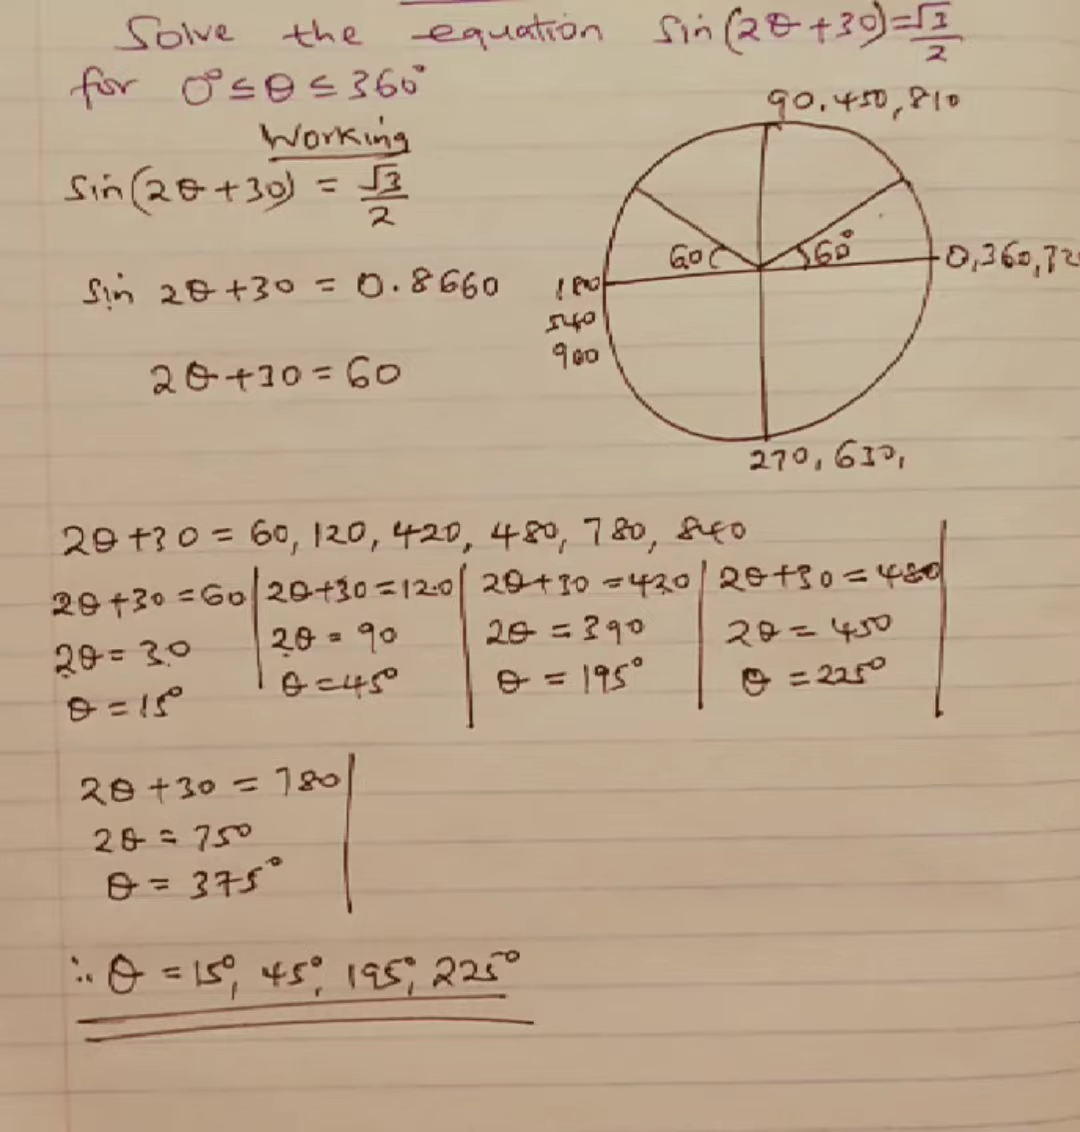 Solve the equation sin(2θ+30)=√3/2
for 0°≤θ≤360°
Working
sin(2θ+30) = √3/2
sin 2θ+30 = 0.8660
2θ+30=60
90.450,810
60 60°
0,360,72
180
540
900
270,630,
2θ+30=60,120,420,480,780,840
2θ+30=60 2θ+30=120 2θ+30=420 2θ+30=480
2θ=30 2θ=90 2θ=390 2θ=450
θ=15° θ=45° θ=195° θ=225°
2θ+30=780
2θ=750
θ=375°
∴ θ=15°, 45°, 195°, 225°